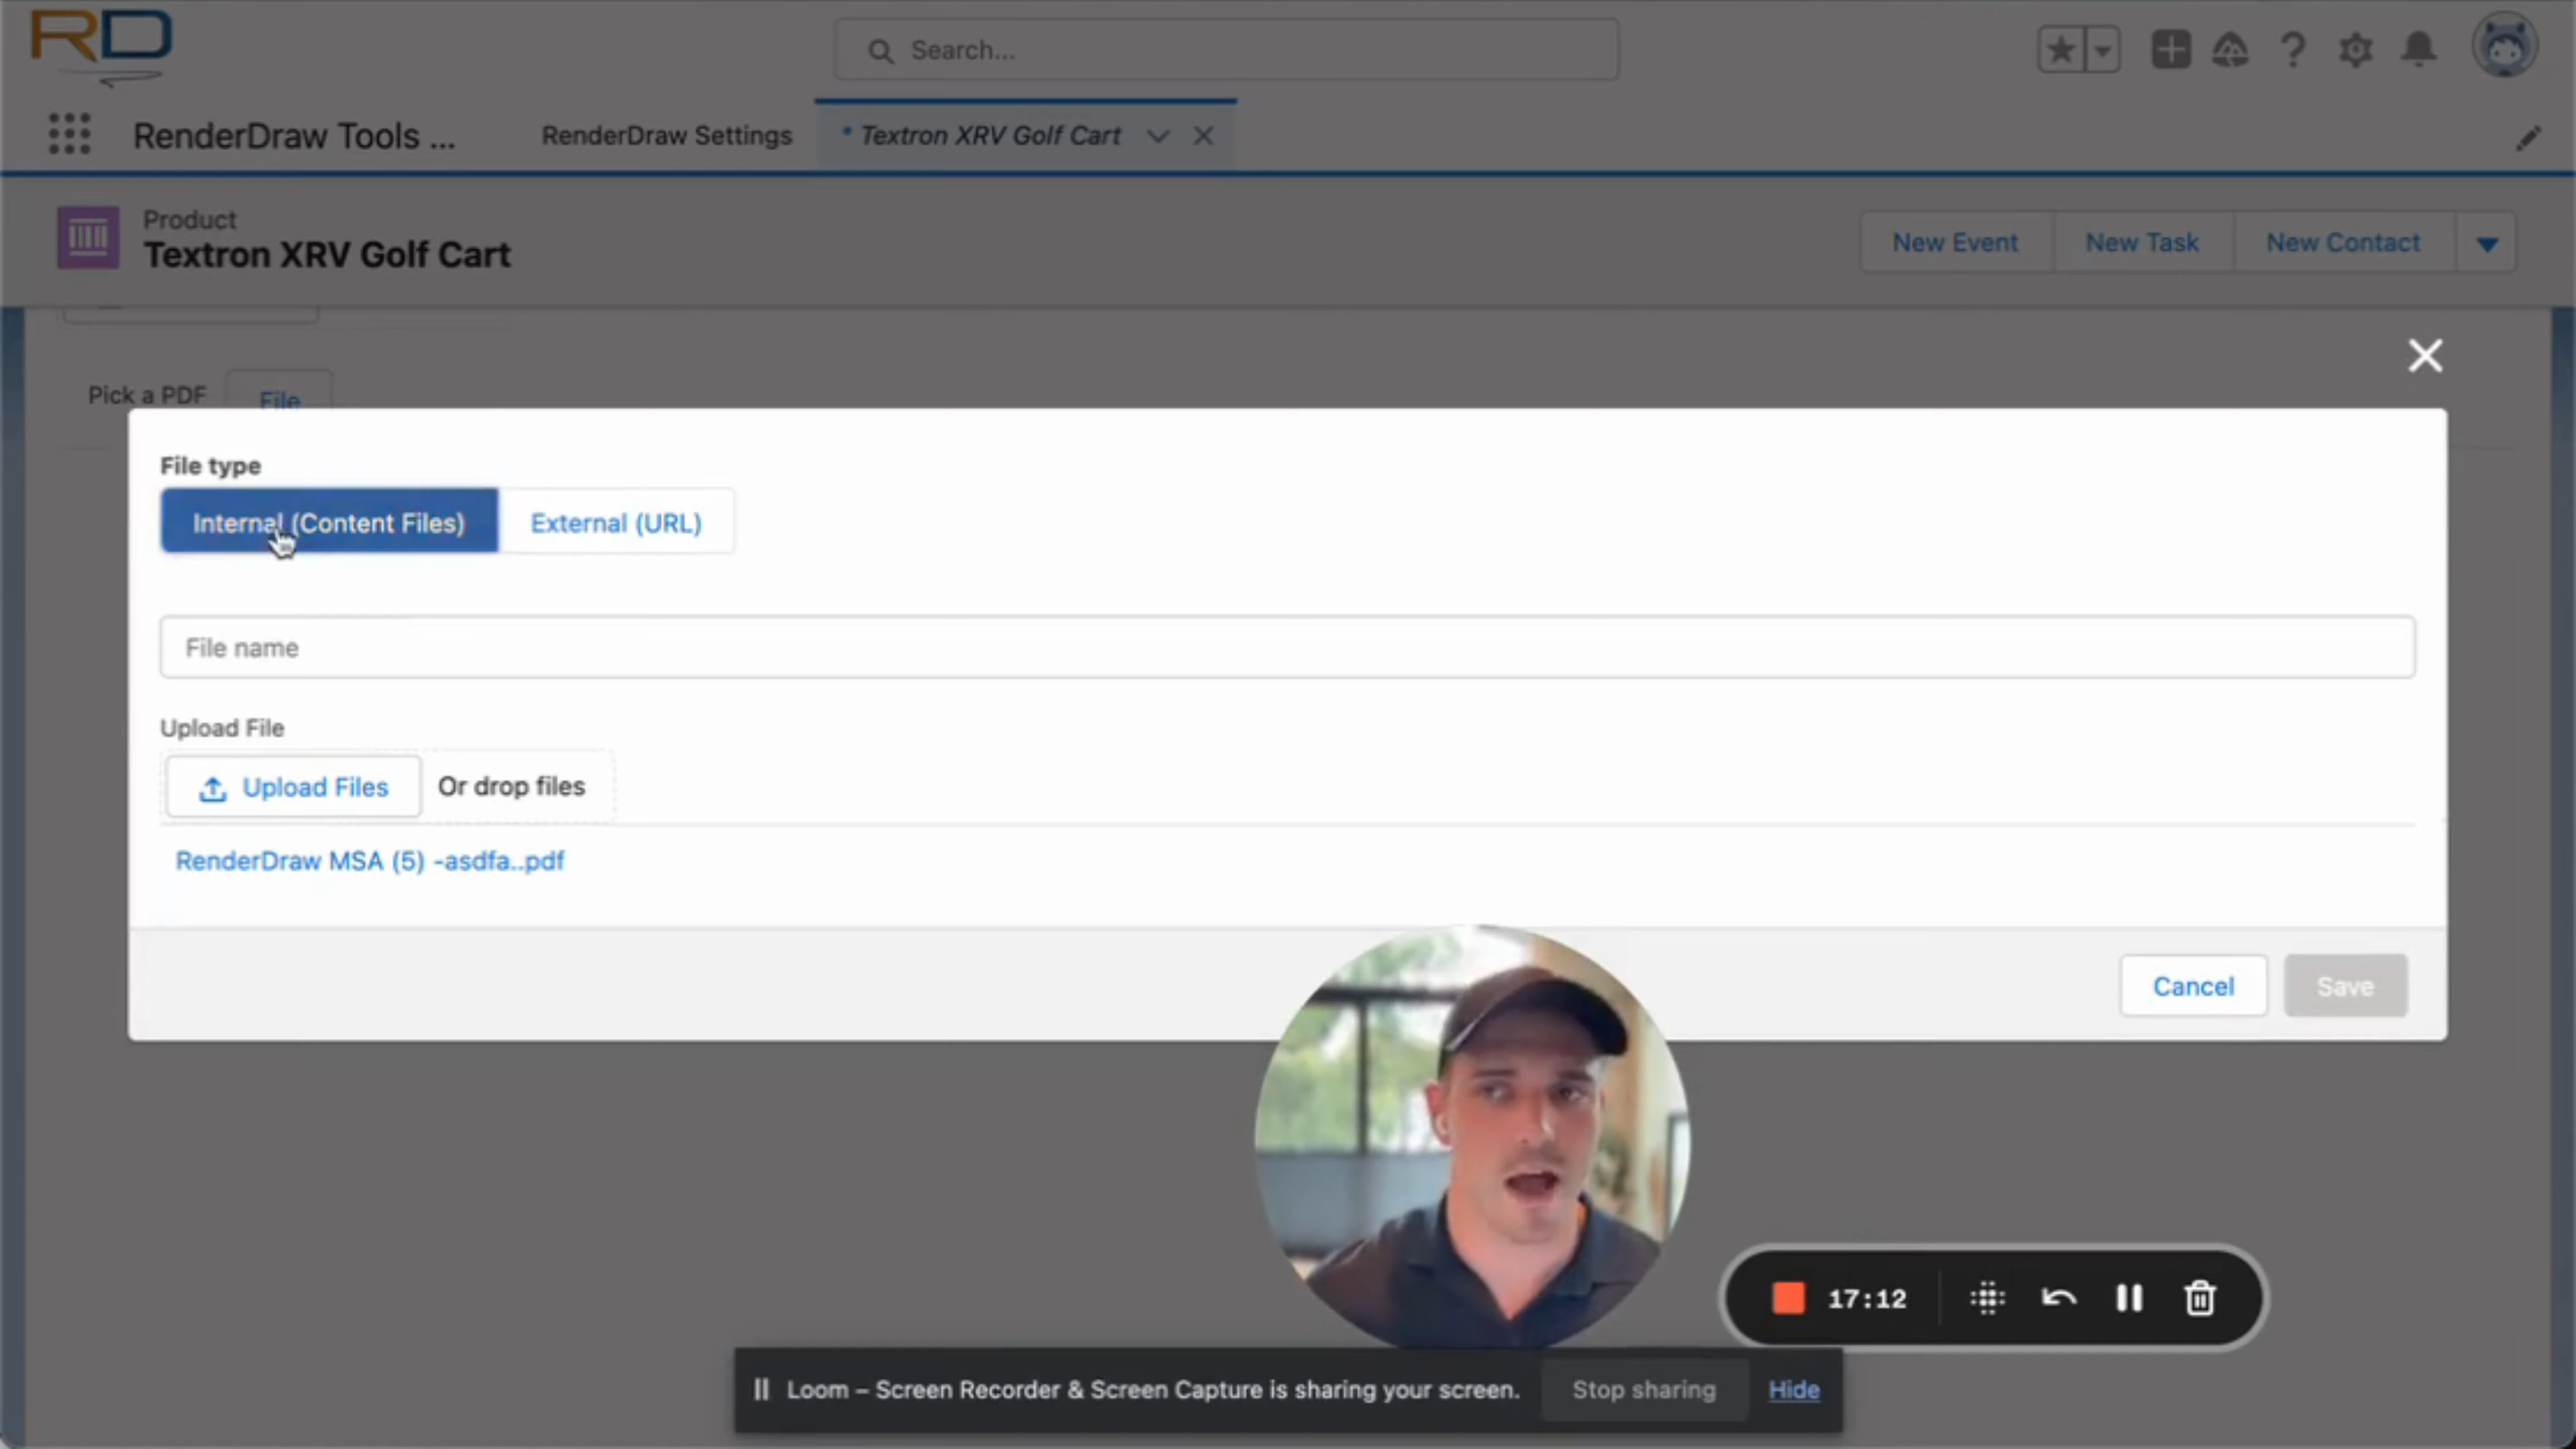 RD
Search...
RenderDraw Tools ...
RenderDraw Settings
* Textron XRV Golf Cart
Product
Textron XRV Golf Cart
New Event
New Task
New Contact
Pick a PDF
File
File type
Internal (Content Files)
External (URL)
File name
Upload File
Upload Files
Or drop files
RenderDraw MSA (5) -asdfa..pdf
Cancel
Save
17:12
Loom – Screen Recorder & Screen Capture is sharing your screen.
Stop sharing
Hide